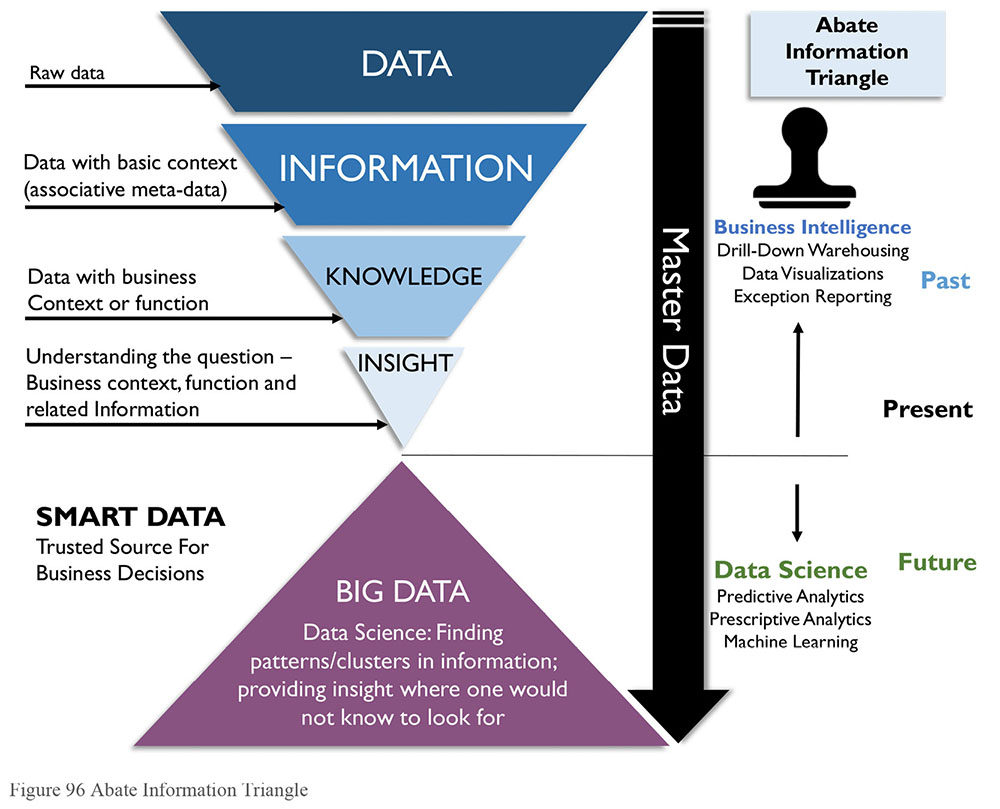 DATA
Raw data
INFORMATION
Data with basic context
(associative meta-data)
KNOWLEDGE
Data with business
Context or function
INSIGHT
Understanding the question –
Business context, function and
related Information
SMART DATA
Trusted Source For
Business Decisions
BIG DATA
Data Science: Finding
patterns/clusters in information;
providing insight where one would
not know to look for
Master Data
Abate
Information
Triangle
Business Intelligence
Drill-Down Warehousing
Data Visualizations
Exception Reporting
Past
Present
Future
Data Science
Predictive Analytics
Prescriptive Analytics
Machine Learning
Figure 96 Abate Information Triangle